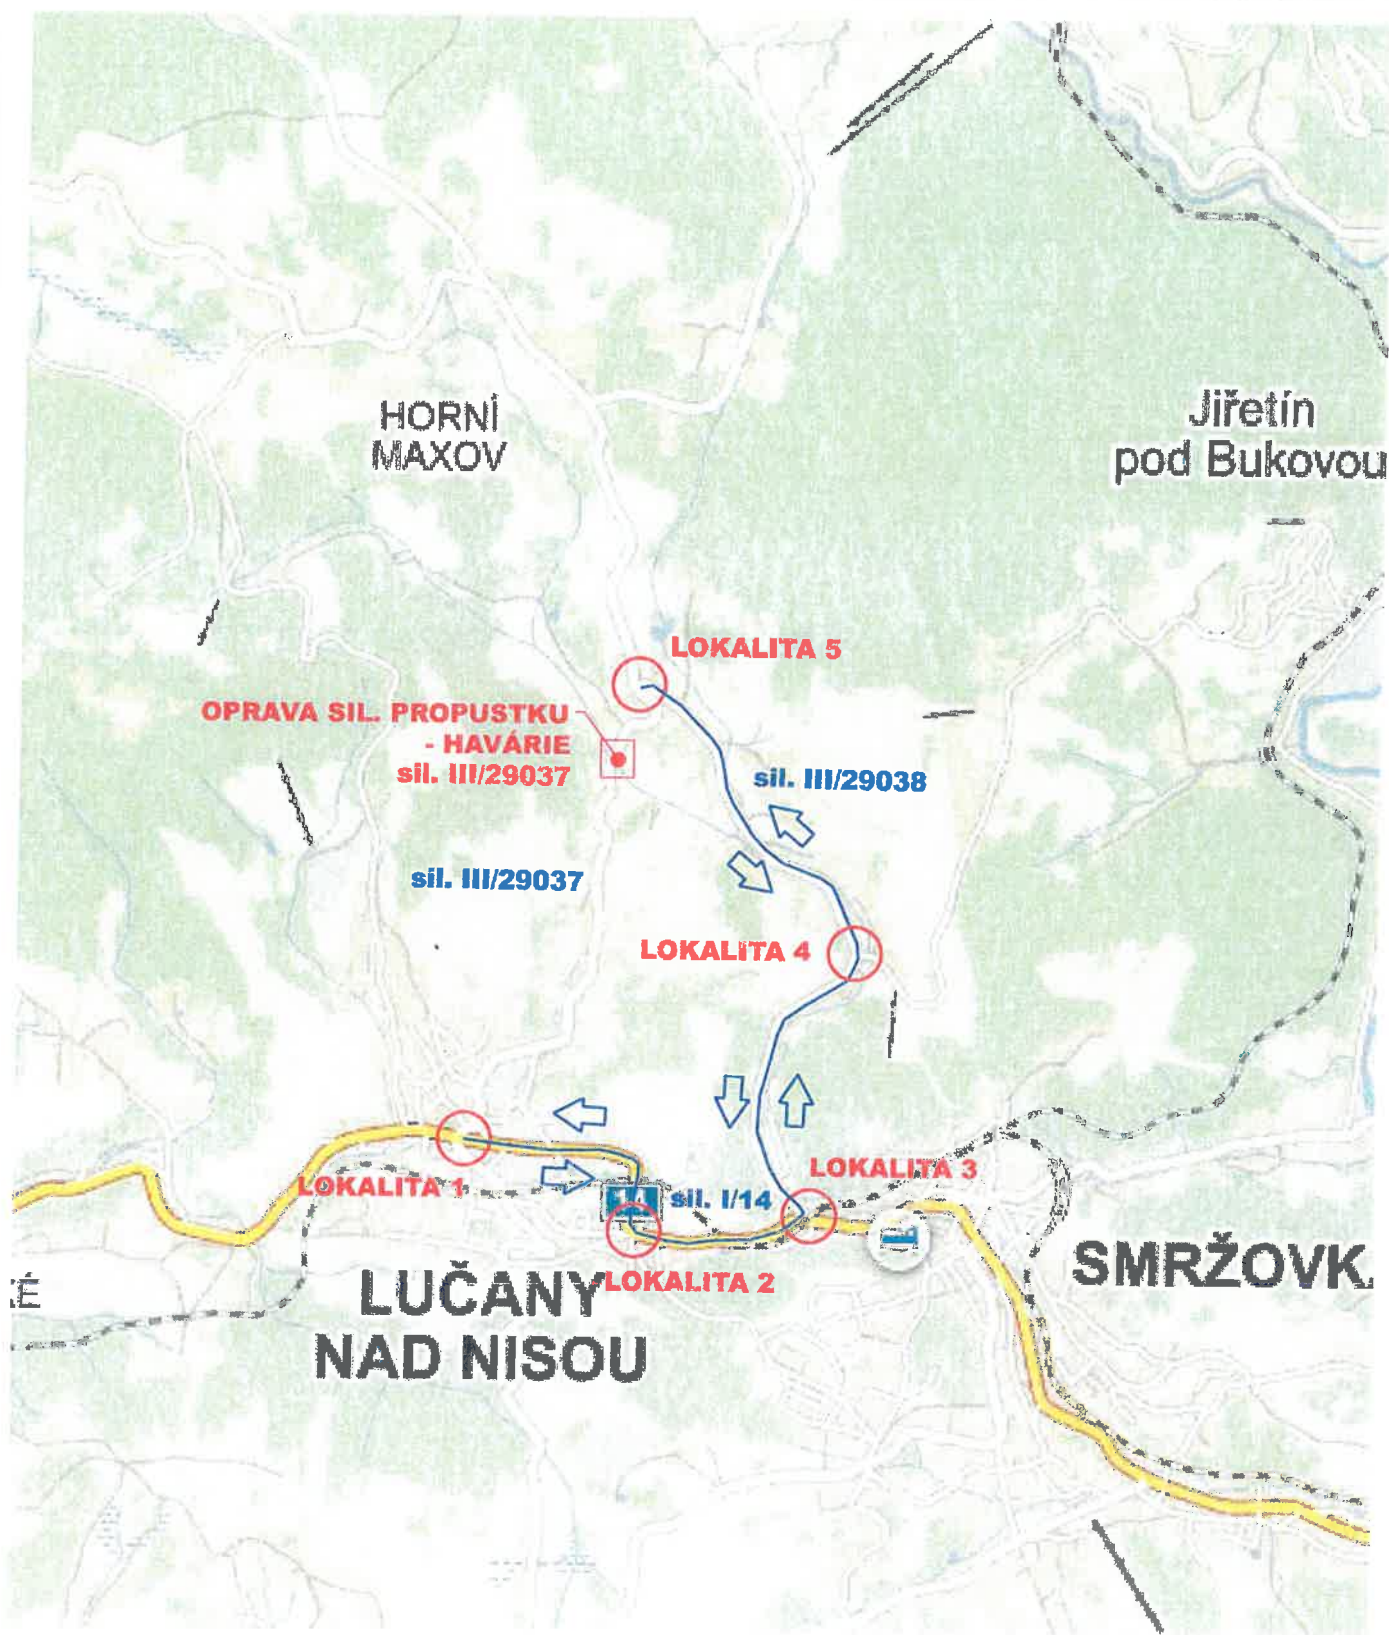 HORNÍ
MAXOV
Jiřetín
pod Bukovou
LOKALITA 5
OPRAVA SIL. PROPUSTKU
- HAVÁRIE
sil. III/29037
sil. III/29038
sil. III/29037
LOKALITA 4
LOKALITA 3
LOKALITA 1
14
sil. I/14
LOKALITA 2
LUČANY
NAD NISOU
SMRŽOVK
É